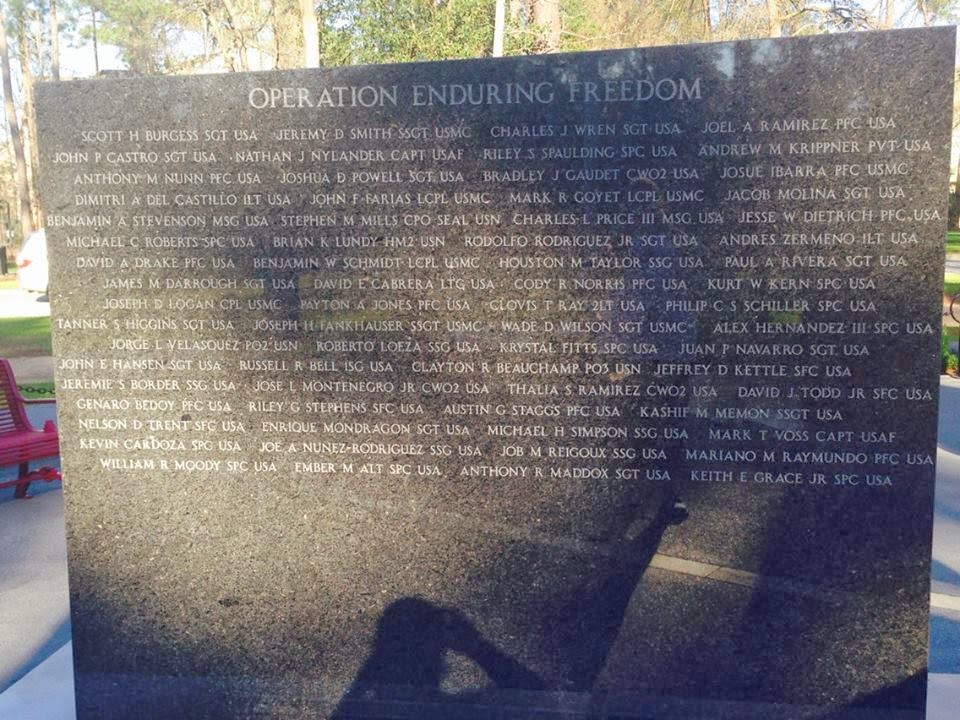 OPERATION ENDURING FREEDOM
SCOTT H BURGESS SGT USA JEREMY D SMITH SSGT USMC CHARLES J WREN SGT USA JOEL A RAMIREZ PFC USA
JOHN P CASTRO SGT USA NATHAN J NYLANDER CAPT USAF RILEY S SPAULDING SPC USA ANDREW M KRIPPNER PVT USA
ANTHONY M NUNN PFC USA JOSHUA D POWELL SGT USA BRADLEY J GAUDET CWO2 USA JOSUE IBARRA PFC USMC
DIMITRI A DEL CASTILLO 1LT USA JOHN F FARIAS LCPL USMC MARK R GOYET LCPL USMC JACOB MOLINA SGT USA
BENJAMIN A STEVENSON MSG USA STEPHEN M MILLS CPO SEAL USN CHARLES L PRICE III MSG USA JESSE W DIETRICH PFC USA
MICHAEL C ROBERTS SPC USA BRIAN K LUNDY HM2 USN RODOLFO RODRIGUEZ JR SGT USA ANDRES ZERMENO 1LT USA
DAVID A DRAKE PFC USA BENJAMIN W SCHMIDT LCPL USMC HOUSTON M TAYLOR SSG USA PAUL A RIVERA SGT USA
JAMES M DARROUGH SGT USA DAVID E CABRERA LTC USA CODY R NORRIS PFC USA KURT W KERN SPC USA
JOSEPH D LOGAN CPL USMC PAYTON A JONES PFC USA CLOVIS T RAY 2LT USA PHILIP C S SCHILLER SPC USA
TANNER S HIGGINS SGT USA JOSEPH H FANKHAUSER SSGT USMC WADE D WILSON SGT USMC ALEX HERNANDEZ III SPC USA
JORGE L VELASQUEZ PO2 USN ROBERTO LOEZA SSG USA KRYSTAL FITTS SPC USA JUAN P NAVARRO SGT USA
JOHN E HANSEN SGT USA RUSSELL R BELL 1SG USA CLAYTON R BEAUCHAMP PO3 USN JEFFREY D KETTLE SFC USA
JEREMIE S BORDER SSG USA JOSE L MONTENEGRO JR CWO2 USA THALIA S RAMIREZ CWO2 USA DAVID J TODD JR SFC USA
GENARO BEDOY PFC USA RILEY G STEPHENS SFC USA AUSTIN G STAGGS PFC USA KASHIF M MEMON SSGT USA
NELSON D TRENT SFC USA ENRIQUE MONDRAGON SGT USA MICHAEL H SIMPSON SSG USA MARK T VOSS CAPT USAF
KEVIN CARDOZA SPC USA JOE A NUNEZ-RODRIGUEZ SSG USA JOB M REIGOUX SSG USA MARIANO M RAYMUNDO PFC USA
WILLIAM R MOODY SPC USA EMBER M ALT SPC USA ANTHONY R MADDOX SGT USA KEITH E GRACE JR SPC USA